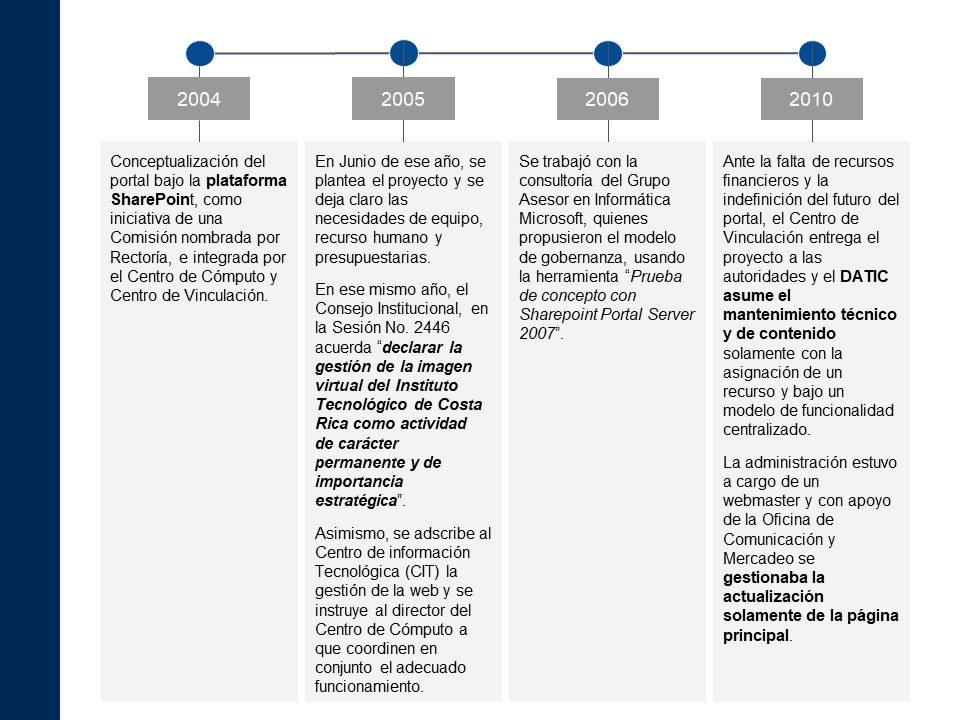 2004
2005
2006
2010
Conceptualización del
portal bajo la plataforma
SharePoint, como
iniciativa de una
Comisión nombrada por
Rectoría, e integrada por
el Centro de Cómputo y
Centro de Vinculación.
En Junio de ese año, se
plantea el proyecto y se
deja claro las
necesidades de equipo,
recurso humano y
presupuestarias.
En ese mismo año, el
Consejo Institucional, en
la Sesión No. 2446
acuerda “declarar la
gestión de la imagen
virtual del Instituto
Tecnológico de Costa
Rica como actividad
de carácter
permanente y de
importancia
estratégica”.
Asimismo, se adscribe al
Centro de información
Tecnológica (CIT) la
gestión de la web y se
instruye al director del
Centro de Cómputo a
que coordinen en
conjunto el adecuado
funcionamiento.
Se trabajó con la
consultoría del Grupo
Asesor en Informática
Microsoft, quienes
propusieron el modelo
de gobernanza, usando
la herramienta “Prueba
de concepto con
Sharepoint Portal Server
2007”.
Ante la falta de recursos
financieros y la
indefinición del futuro del
portal, el Centro de
Vinculación entrega el
proyecto a las
autoridades y el DATIC
asume el
mantenimiento técnico
y de contenido
solamente con la
asignación de un
recurso y bajo un
modelo de funcionalidad
centralizado.
La administración estuvo
a cargo de un
webmaster y con apoyo
de la Oficina de
Comunicación y
Mercadeo se
gestionaba la
actualización
solamente de la página
principal.